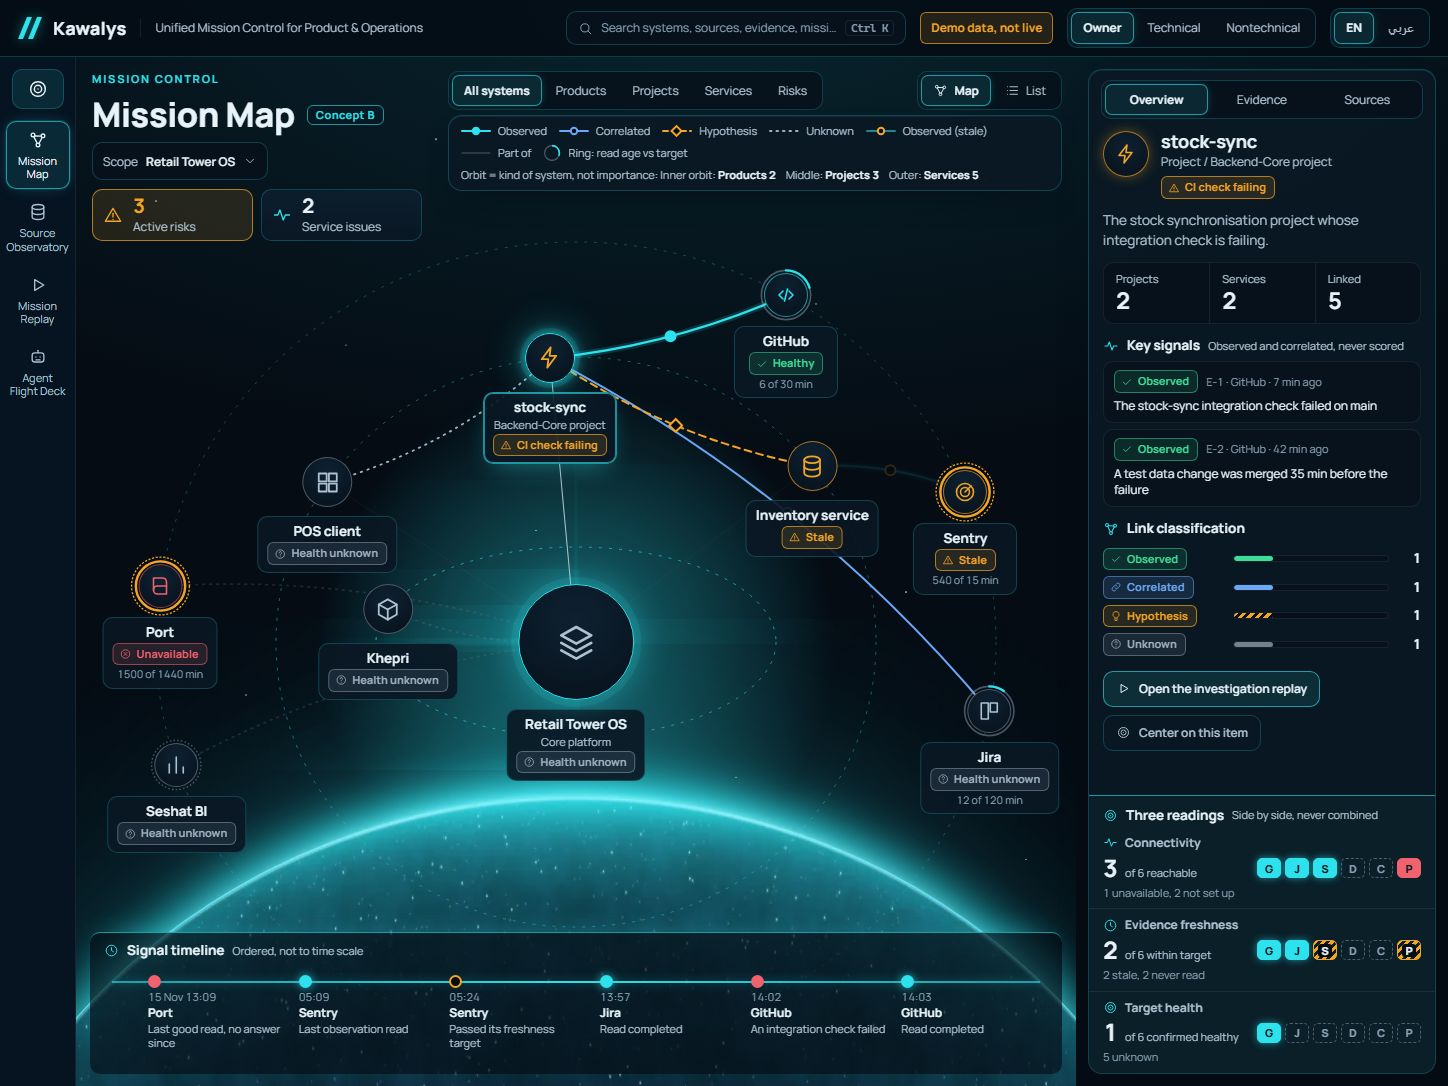 Kawalys
Unified Mission Control for Product & Operations
Search systems, sources, evidence, missi...
Ctrl K
Demo data, not live
Owner
Technical
Nontechnical
EN
عربي
Mission
Map
Source
Observatory
Mission
Replay
Agent
Flight Deck
MISSION CONTROL
Mission Map
Concept B
Scope Retail Tower OS
3
Active risks
2
Service issues
All systems
Products
Projects
Services
Risks
Map
List
Observed
Correlated
Hypothesis
Unknown
Observed (stale)
Part of
Ring: read age vs target
Orbit = kind of system, not importance: Inner orbit: Products 2 Middle: Projects 3 Outer: Services 5
GitHub
Healthy
6 of 30 min
stock-sync
Backend-Core project
CI check failing
POS client
Health unknown
Inventory service
Stale
Sentry
Stale
540 of 15 min
Port
Unavailable
1500 of 1440 min
Khepri
Health unknown
Retail Tower OS
Core platform
Health unknown
Jira
Health unknown
12 of 120 min
Seshat BI
Health unknown
Signal timeline
Ordered, not to time scale
15 Nov 13:09
Port
Last good read, no answer
since
05:09
Sentry
Last observation read
05:24
Sentry
Passed its freshness
target
13:57
Jira
Read completed
14:02
GitHub
An integration check failed
14:03
GitHub
Read completed
Overview
Evidence
Sources
stock-sync
Project / Backend-Core project
CI check failing
The stock synchronisation project whose
integration check is failing.
Projects
2
Services
2
Linked
5
Key signals
Observed and correlated, never scored
Observed
E-1 · GitHub · 7 min ago
The stock-sync integration check failed on main
Observed
E-2 · GitHub · 42 min ago
A test data change was merged 35 min before the
failure
Link classification
Observed 1
Correlated 1
Hypothesis 1
Unknown 1
Open the investigation replay
Center on this item
Three readings
Side by side, never combined
Connectivity
3 of 6 reachable
G J S D C P
1 unavailable, 2 not set up
Evidence freshness
2 of 6 within target
G J S D C P
2 stale, 2 never read
Target health
1 of 6 confirmed healthy
G J S D C P
5 unknown